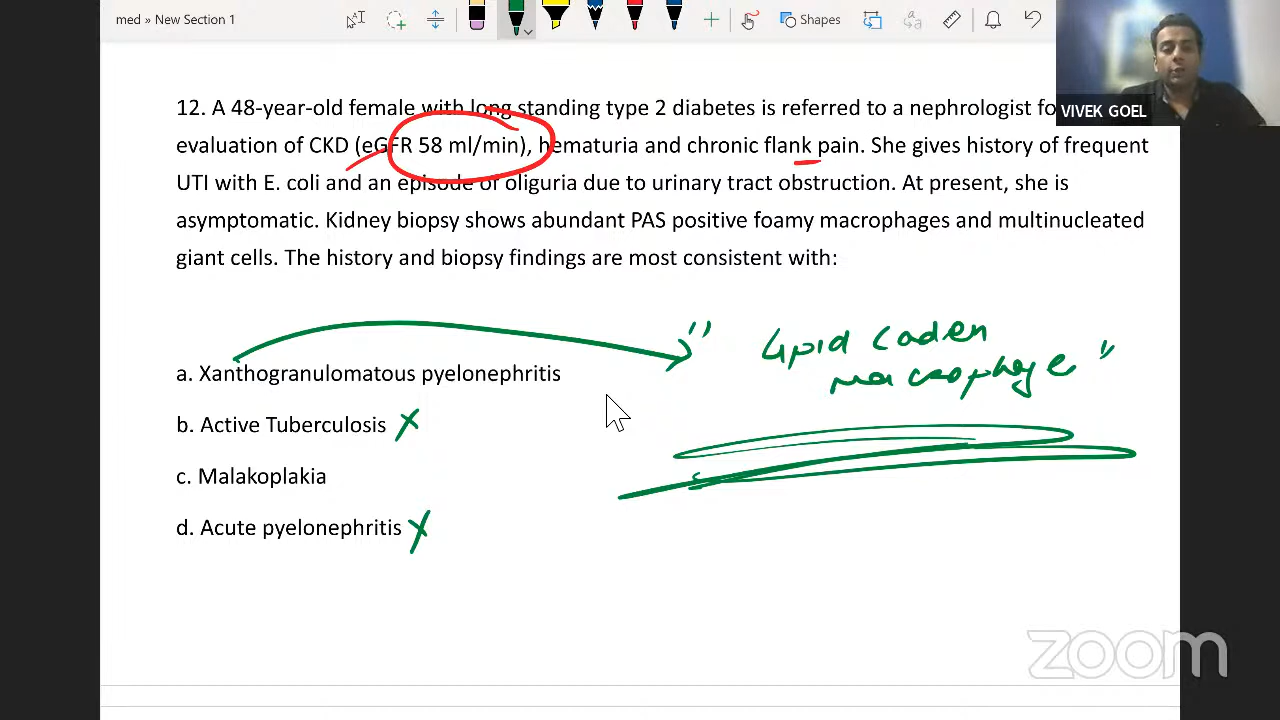 med » New Section 1
Shapes
VIVEK GOEL
12. A 48-year-old female with long standing type 2 diabetes is referred to a nephrologist fo
evaluation of CKD (eGFR 58 ml/min), hematuria and chronic flank pain. She gives history of frequent
UTI with E. coli and an episode of oliguria due to urinary tract obstruction. At present, she is
asymptomatic. Kidney biopsy shows abundant PAS positive foamy macrophages and multinucleated
giant cells. The history and biopsy findings are most consistent with:
" Lipid laden
macrophage "
a. Xanthogranulomatous pyelonephritis
b. Active Tuberculosis X
c. Malakoplakia
d. Acute pyelonephritis X
zoom